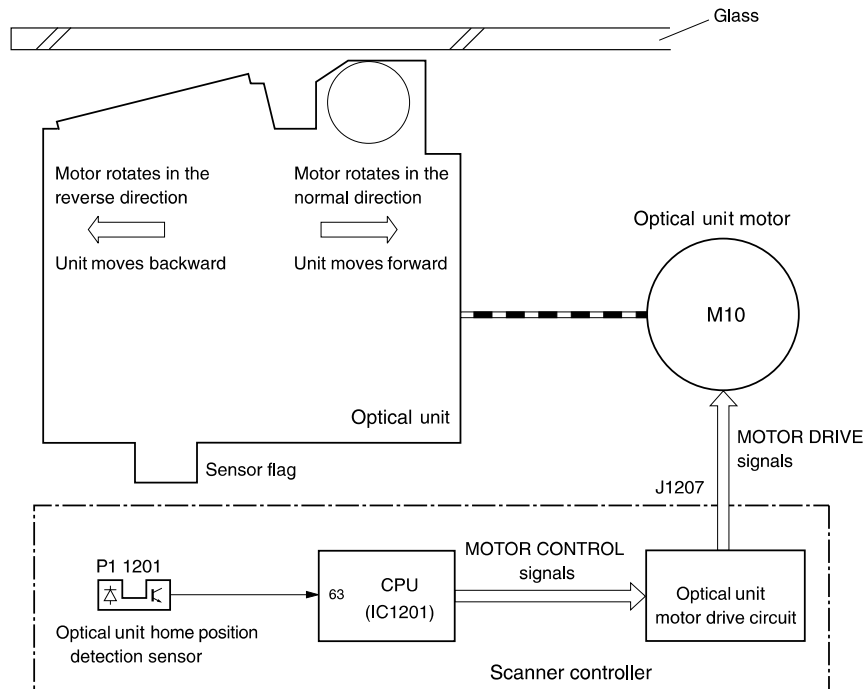 Glass
Motor rotates in the
reverse direction
Unit moves backward
Motor rotates in the
normal direction
Unit moves forward
Optical unit motor
M10
Optical unit
Sensor flag
MOTOR DRIVE
signals
J1207
P1 1201
63
CPU
(IC1201)
MOTOR CONTROL
signals
Optical unit
motor drive circuit
Optical unit home position
detection sensor
Scanner controller